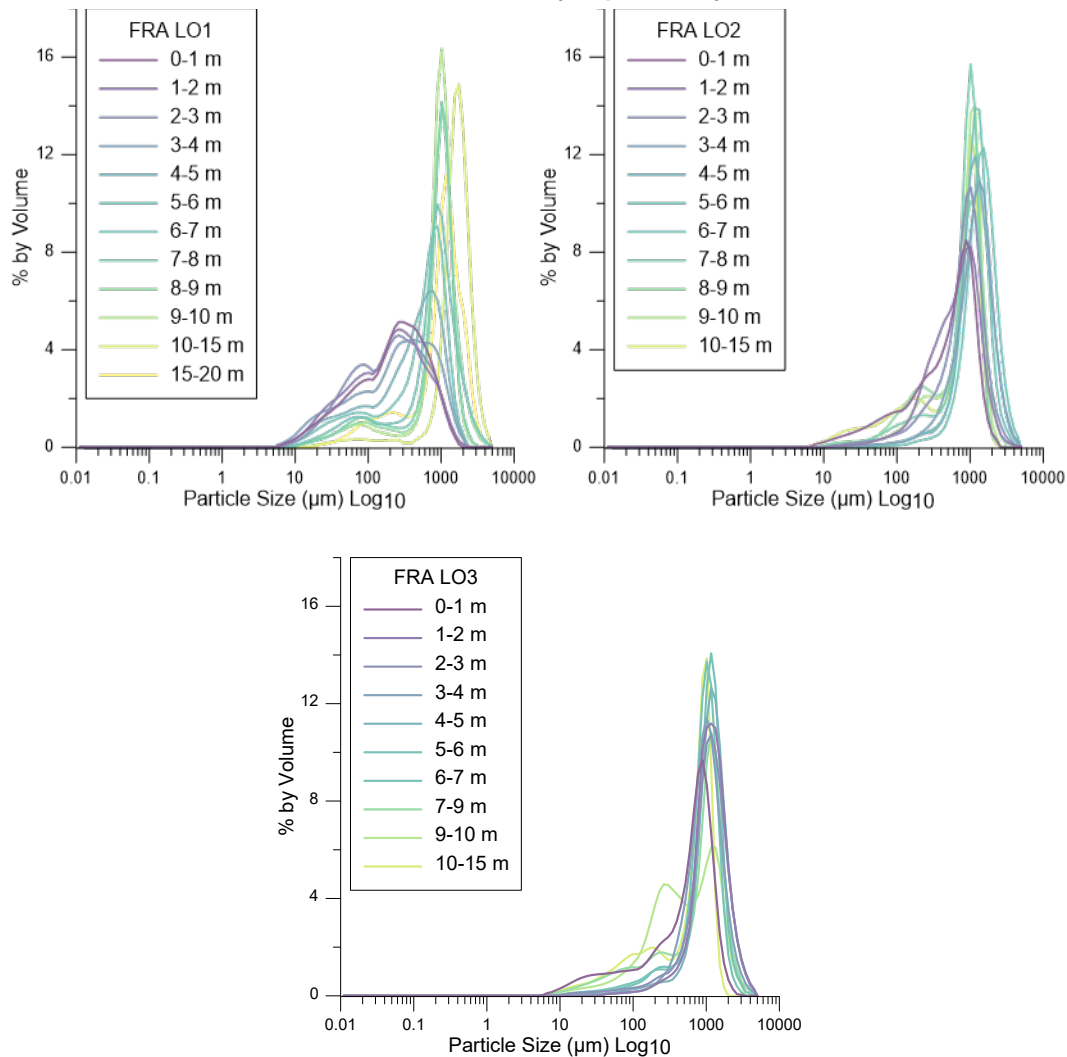 FRA LO1
0-1 m
1-2 m
2-3 m
3-4 m
4-5 m
5-6 m
6-7 m
7-8 m
8-9 m
9-10 m
10-15 m
15-20 m
16
12
8
4
0
% by Volume
0.01 0.1 1 10 100 1000 10000
Particle Size (µm) Log10
FRA LO2
0-1 m
1-2 m
2-3 m
3-4 m
4-5 m
5-6 m
6-7 m
7-8 m
8-9 m
9-10 m
10-15 m
16
12
8
4
0
% by Volume
0.01 0.1 1 10 100 1000 10000
Particle Size (µm) Log10
FRA LO3
0-1 m
1-2 m
2-3 m
3-4 m
4-5 m
5-6 m
6-7 m
7-9 m
9-10 m
10-15 m
16
12
8
4
0
% by Volume
0.01 0.1 1 10 100 1000 10000
Particle Size (µm) Log10